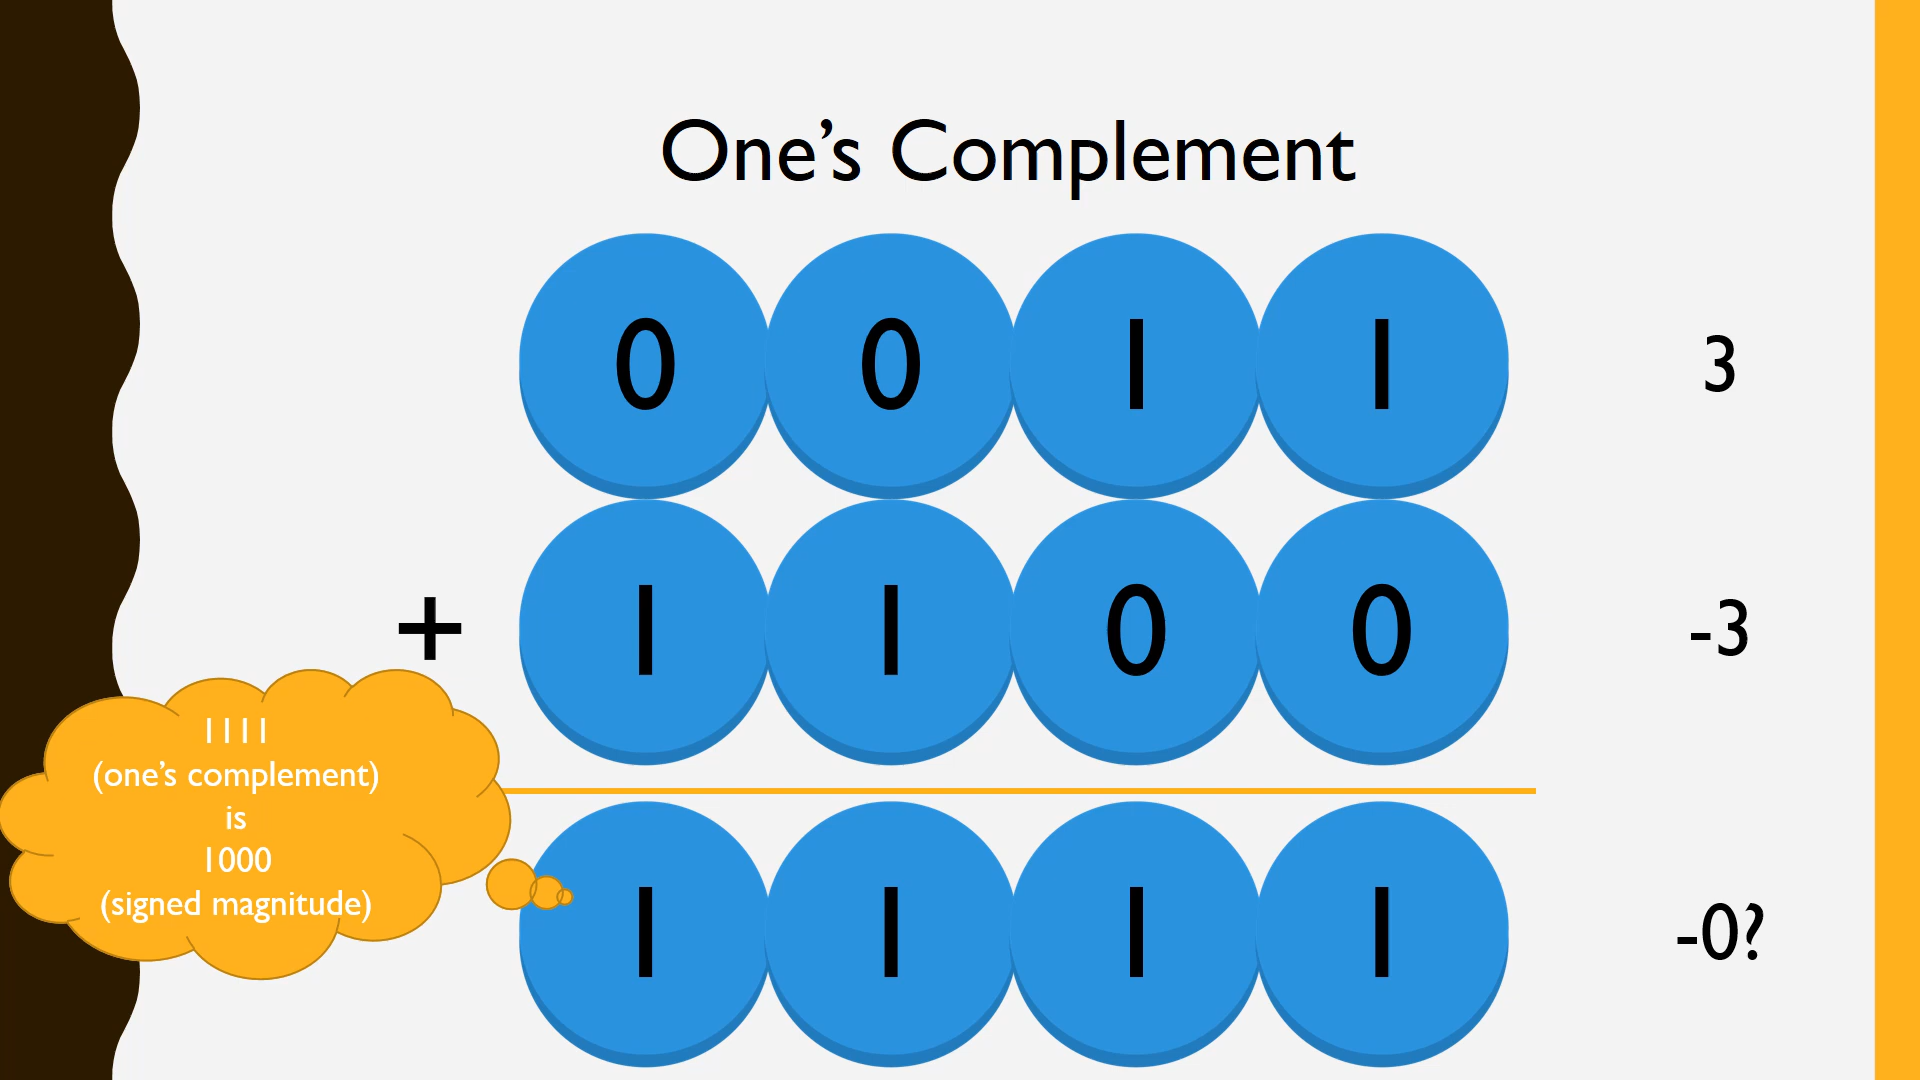 One’s Complement
0 0 1 1 3
+ 1 1 0 0 -3
1111
(one’s complement)
is
1000
(signed magnitude)
1 1 1 1 -0?